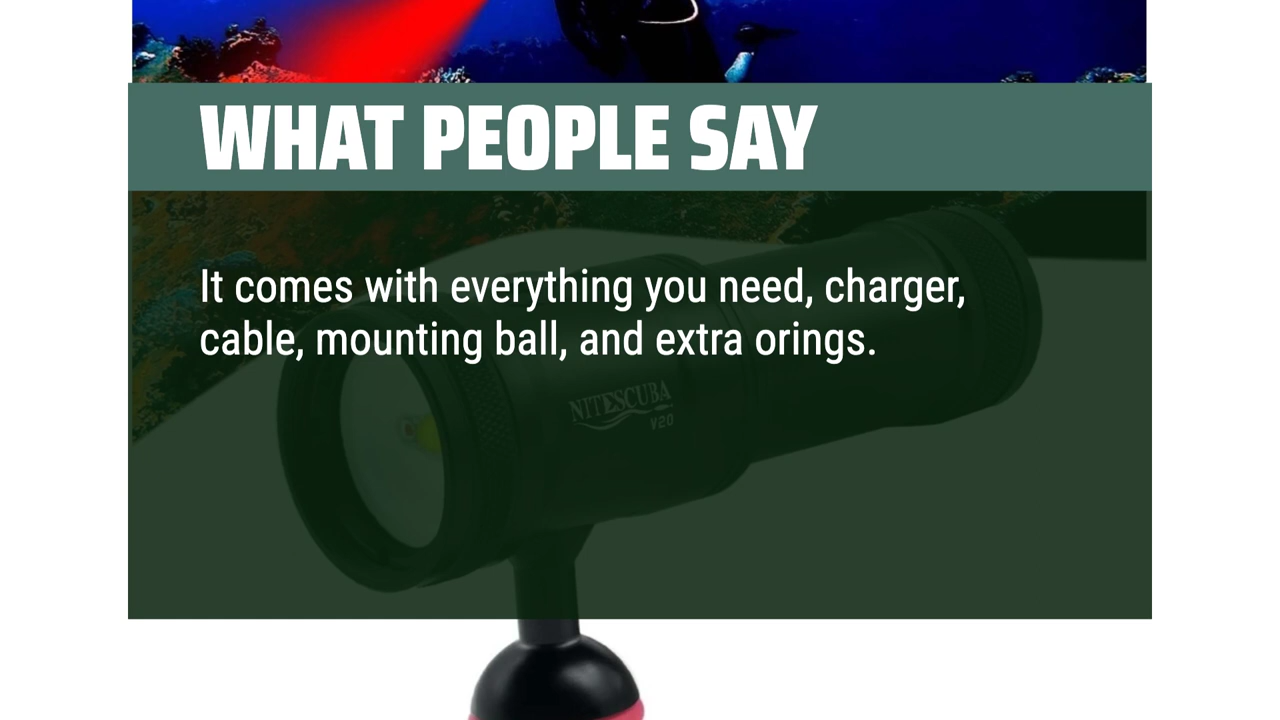 WHAT PEOPLE SAY
It comes with everything you need, charger,
cable, mounting ball, and extra orings.
NITESCUBA
V20